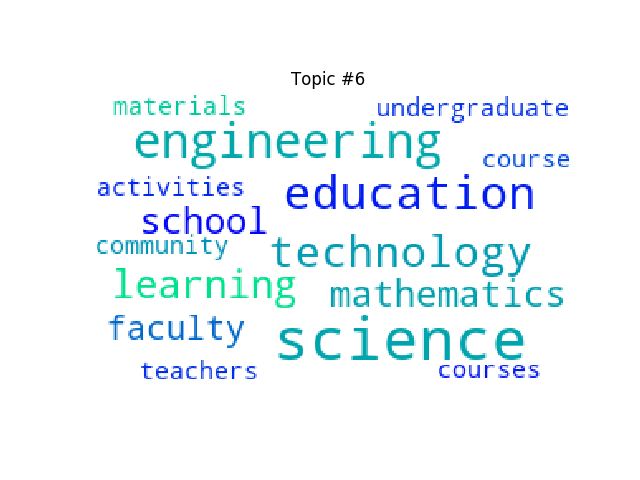 Topic #6
materials undergraduate
engineering
course
activities education
school
community technology
learning mathematics
faculty science
teachers courses